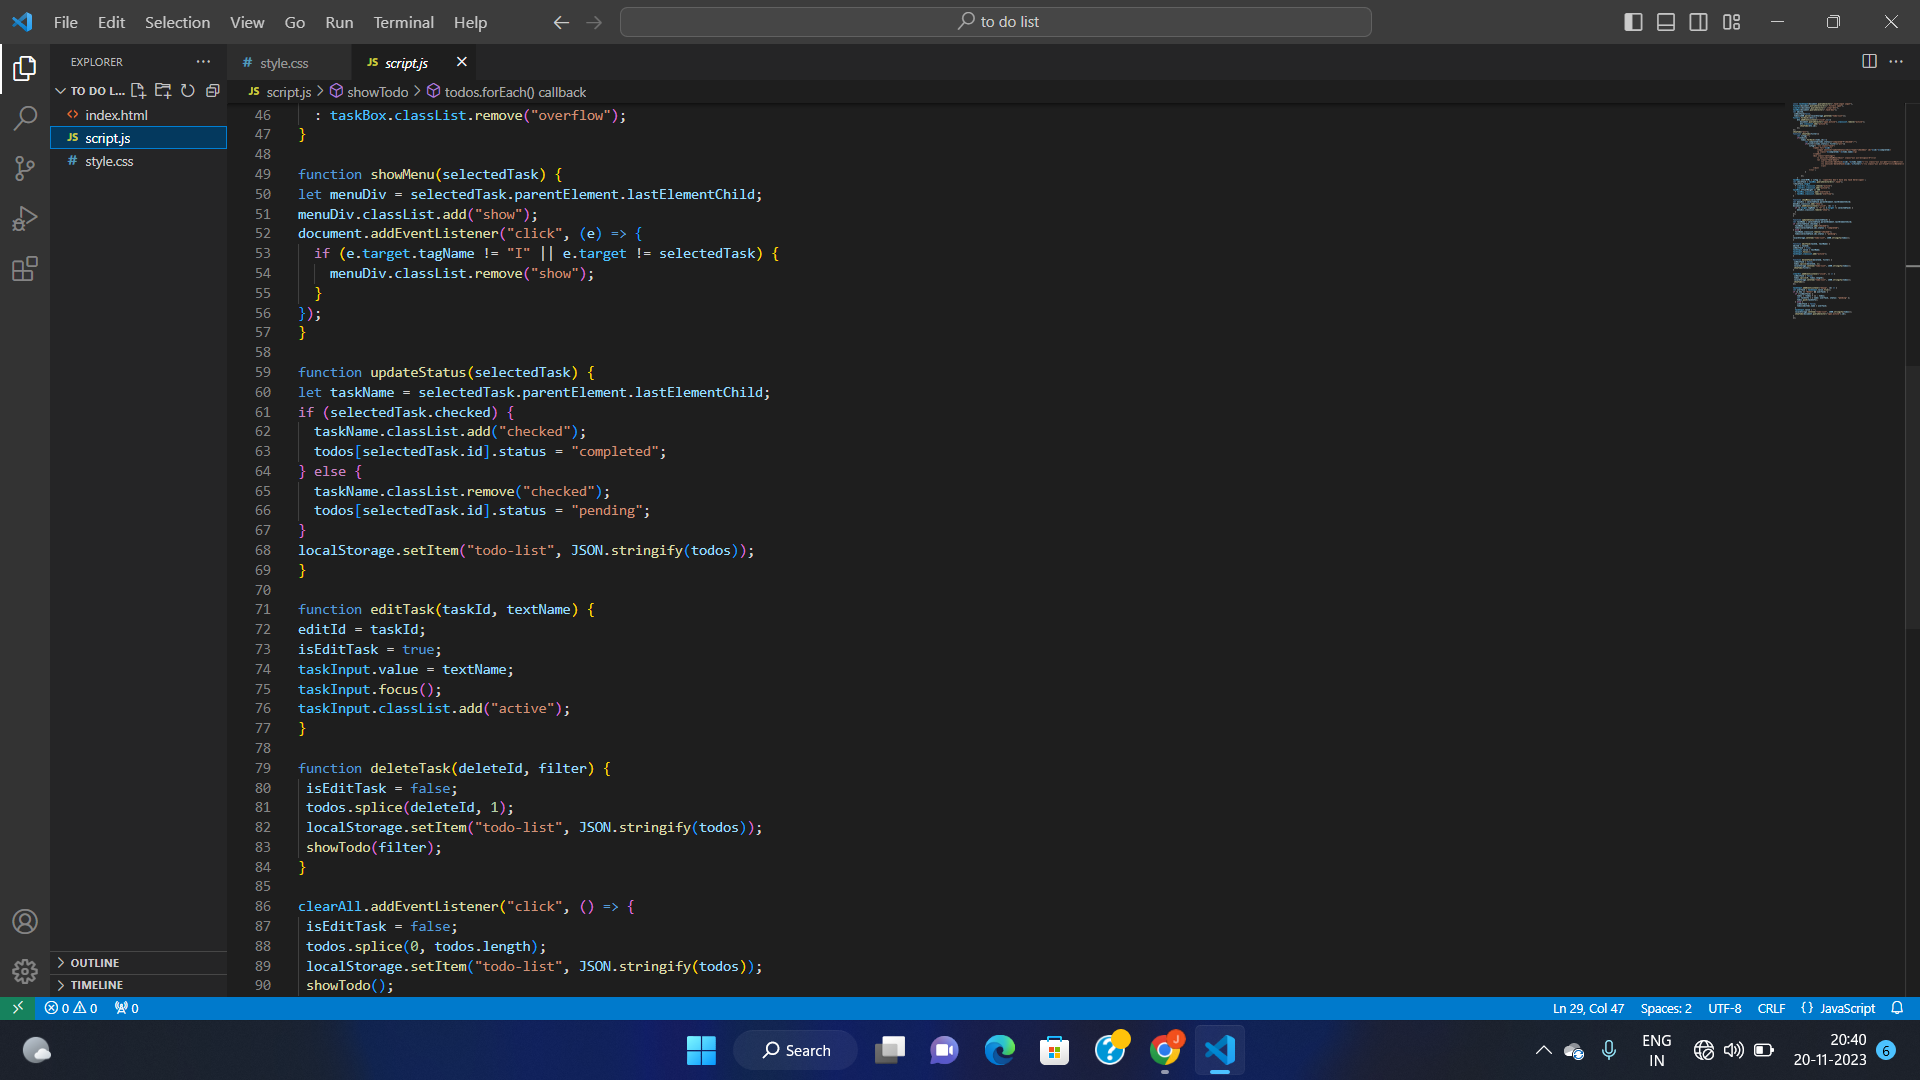 File Edit Selection View Go Run Terminal Help
to do list
EXPLORER
TO DO L...
index.html
JS script.js
# style.css
OUTLINE
TIMELINE
# style.css
JS script.js
JS script.js > showTodo > todos.forEach() callback
46 : taskBox.classList.remove("overflow");
47 }
48
49 function showMenu(selectedTask) {
50 let menuDiv = selectedTask.parentElement.lastElementChild;
51 menuDiv.classList.add("show");
52 document.addEventListener("click", (e) => {
53 if (e.target.tagName != "I" || e.target != selectedTask) {
54 menuDiv.classList.remove("show");
55 }
56 });
57 }
58
59 function updateStatus(selectedTask) {
60 let taskName = selectedTask.parentElement.lastElementChild;
61 if (selectedTask.checked) {
62 taskName.classList.add("checked");
63 todos[selectedTask.id].status = "completed";
64 } else {
65 taskName.classList.remove("checked");
66 todos[selectedTask.id].status = "pending";
67 }
68 localStorage.setItem("todo-list", JSON.stringify(todos));
69 }
70
71 function editTask(taskId, textName) {
72 editId = taskId;
73 isEditTask = true;
74 taskInput.value = textName;
75 taskInput.focus();
76 taskInput.classList.add("active");
77 }
78
79 function deleteTask(deleteId, filter) {
80 isEditTask = false;
81 todos.splice(deleteId, 1);
82 localStorage.setItem("todo-list", JSON.stringify(todos));
83 showTodo(filter);
84 }
85
86 clearAll.addEventListener("click", () => {
87 isEditTask = false;
88 todos.splice(0, todos.length);
89 localStorage.setItem("todo-list", JSON.stringify(todos));
90 showTodo();
0 0 0 Ln 29, Col 47 Spaces: 2 UTF-8 CRLF {} JavaScript
Search
J
ENG
IN
20:40
20-11-2023
6